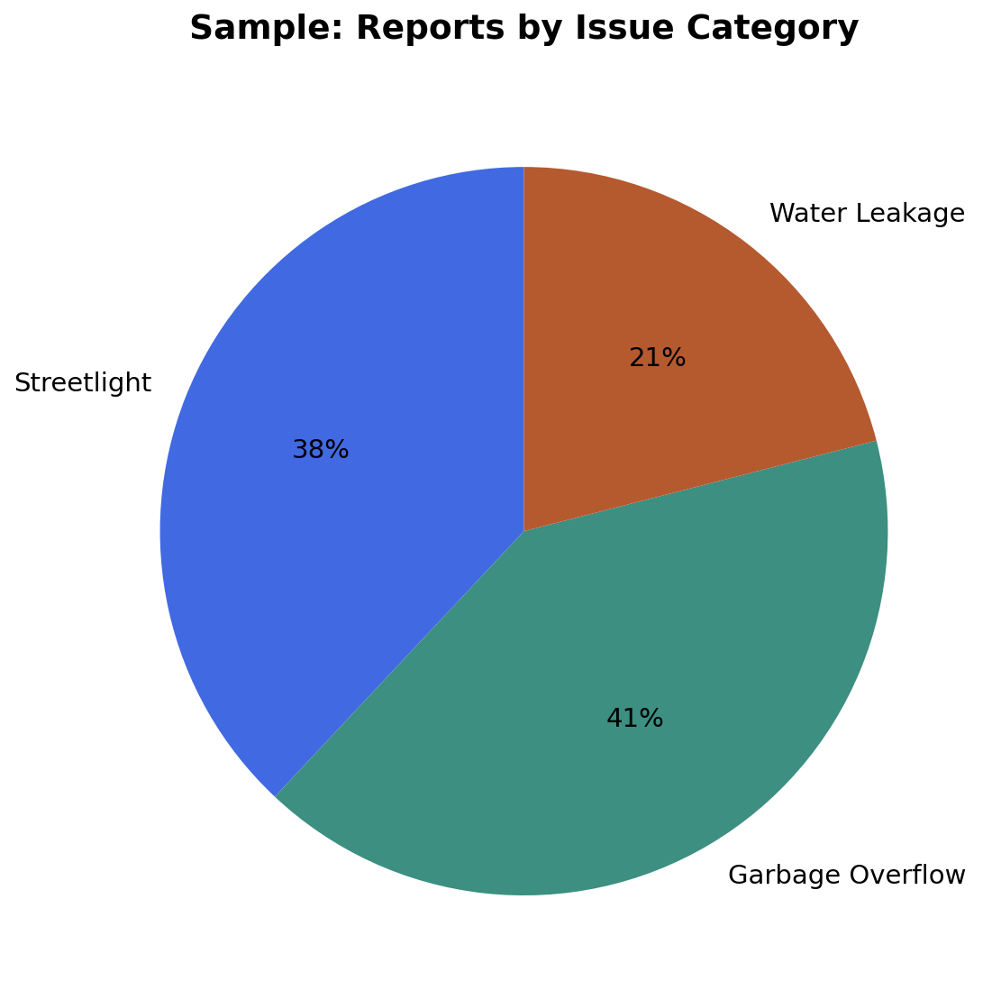 Sample: Reports by Issue Category
Water Leakage
21%
Streetlight
38%
41%
Garbage Overflow